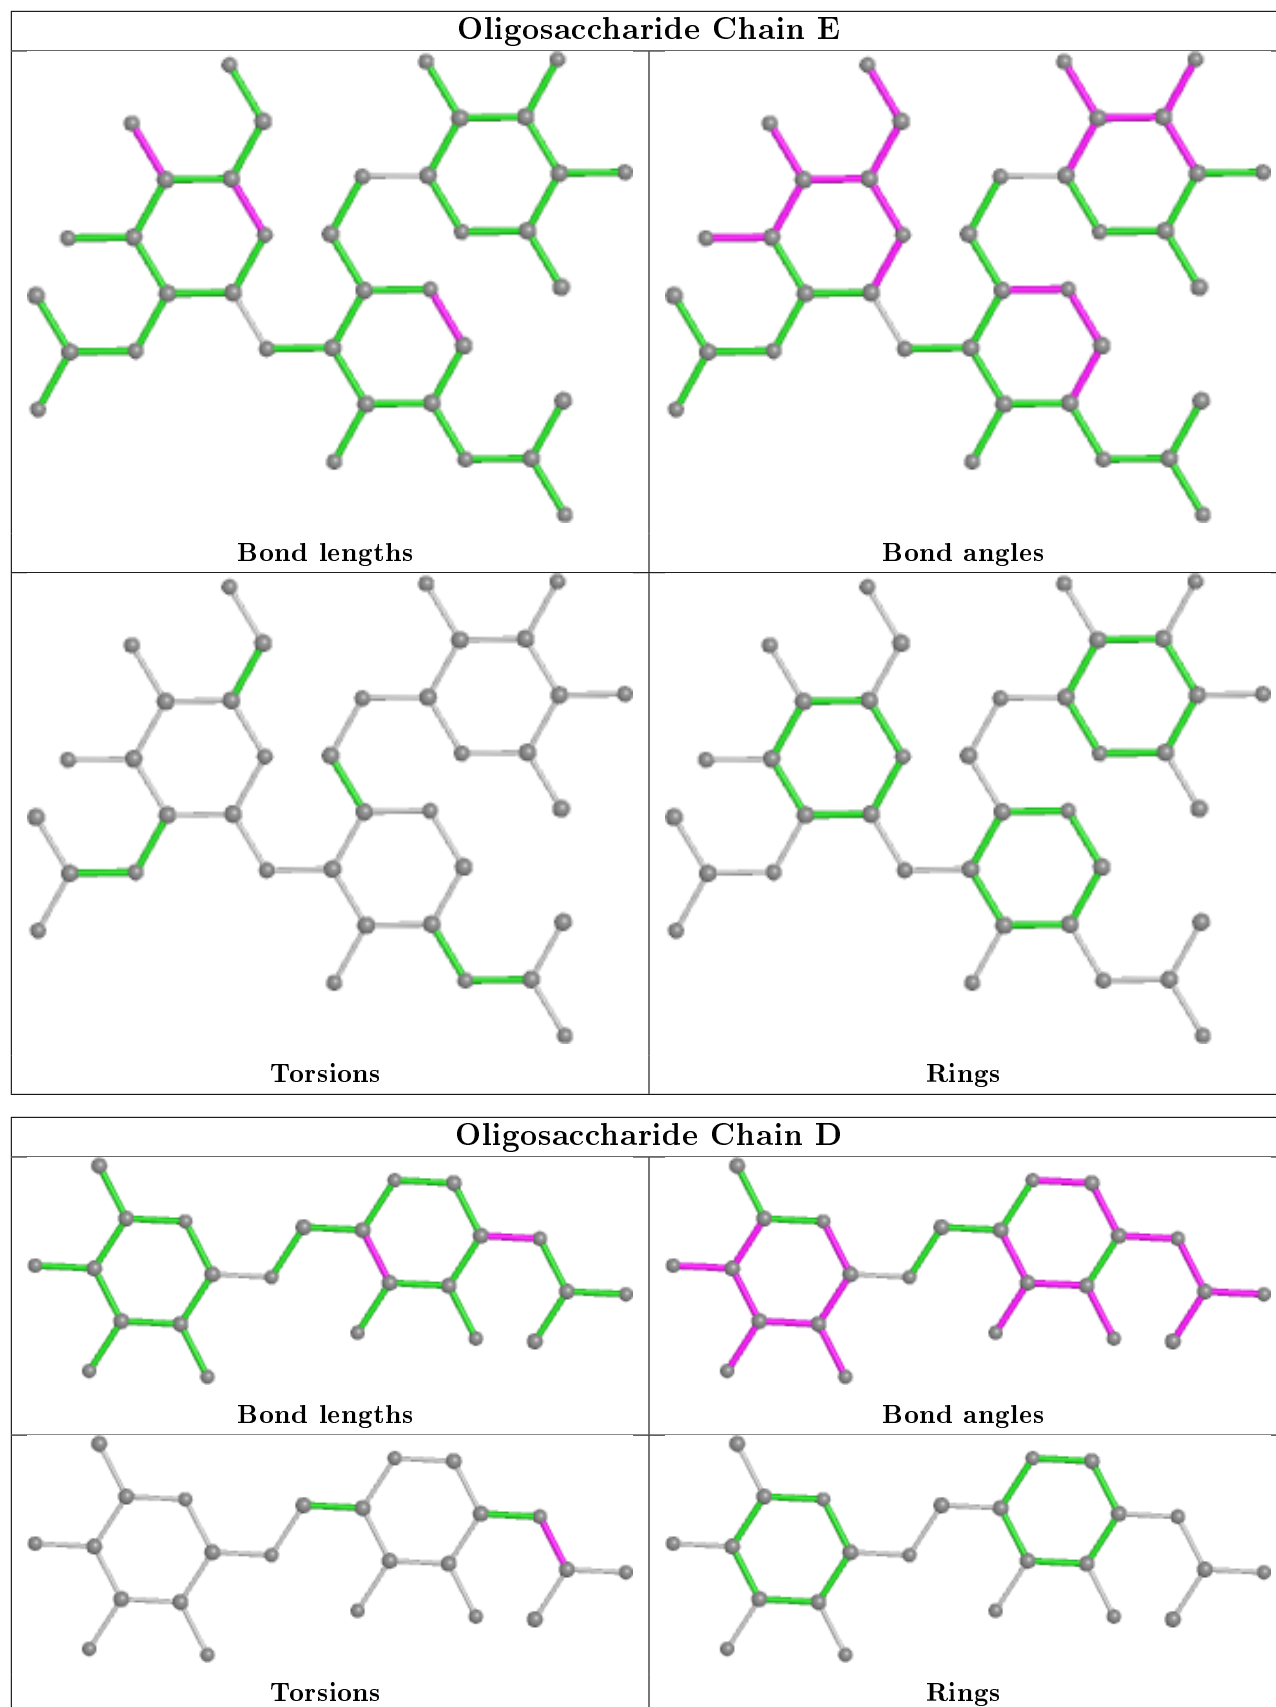 Oligosaccharide Chain E
Bond lengths
Bond angles
Torsions
Rings
Oligosaccharide Chain D
Bond lengths
Bond angles
Torsions
Rings